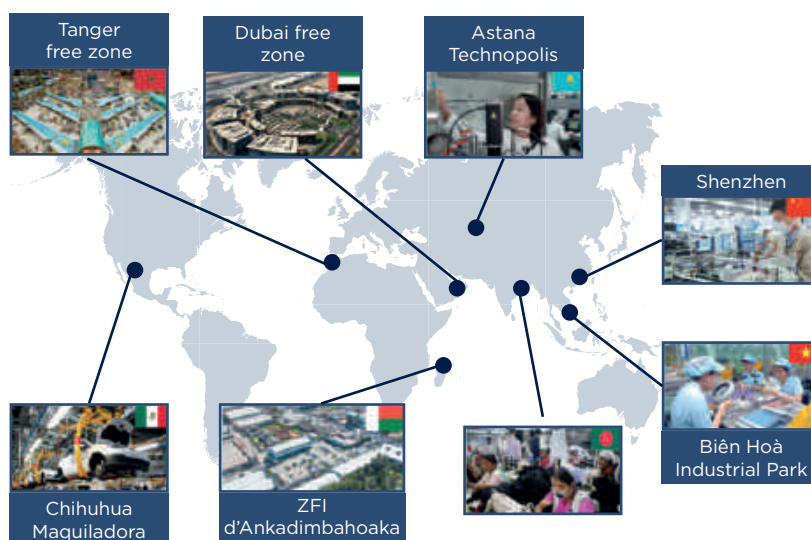 Tanger
free zone
Dubai free
zone
Astana
Technopolis
Shenzhen
Biên Hoà
Industrial Park
Chihuhua
Maquiladora
ZFI
d’Ankadimbahoaka